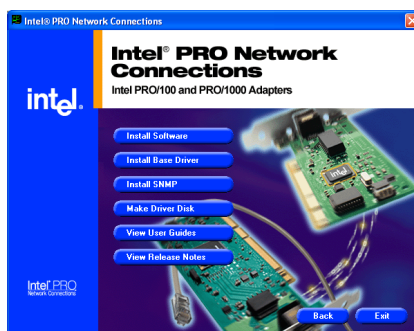 Intel® PRO Network Connections
Intel® PRO Network
Connections
Intel PRO/100 and PRO/1000 Adapters
intel.
Install Software
Install Base Driver
Install SNMP
Make Driver Disk
View User Guides
View Release Notes
intel
Intel® PRO
Network Connections
Back
Exit